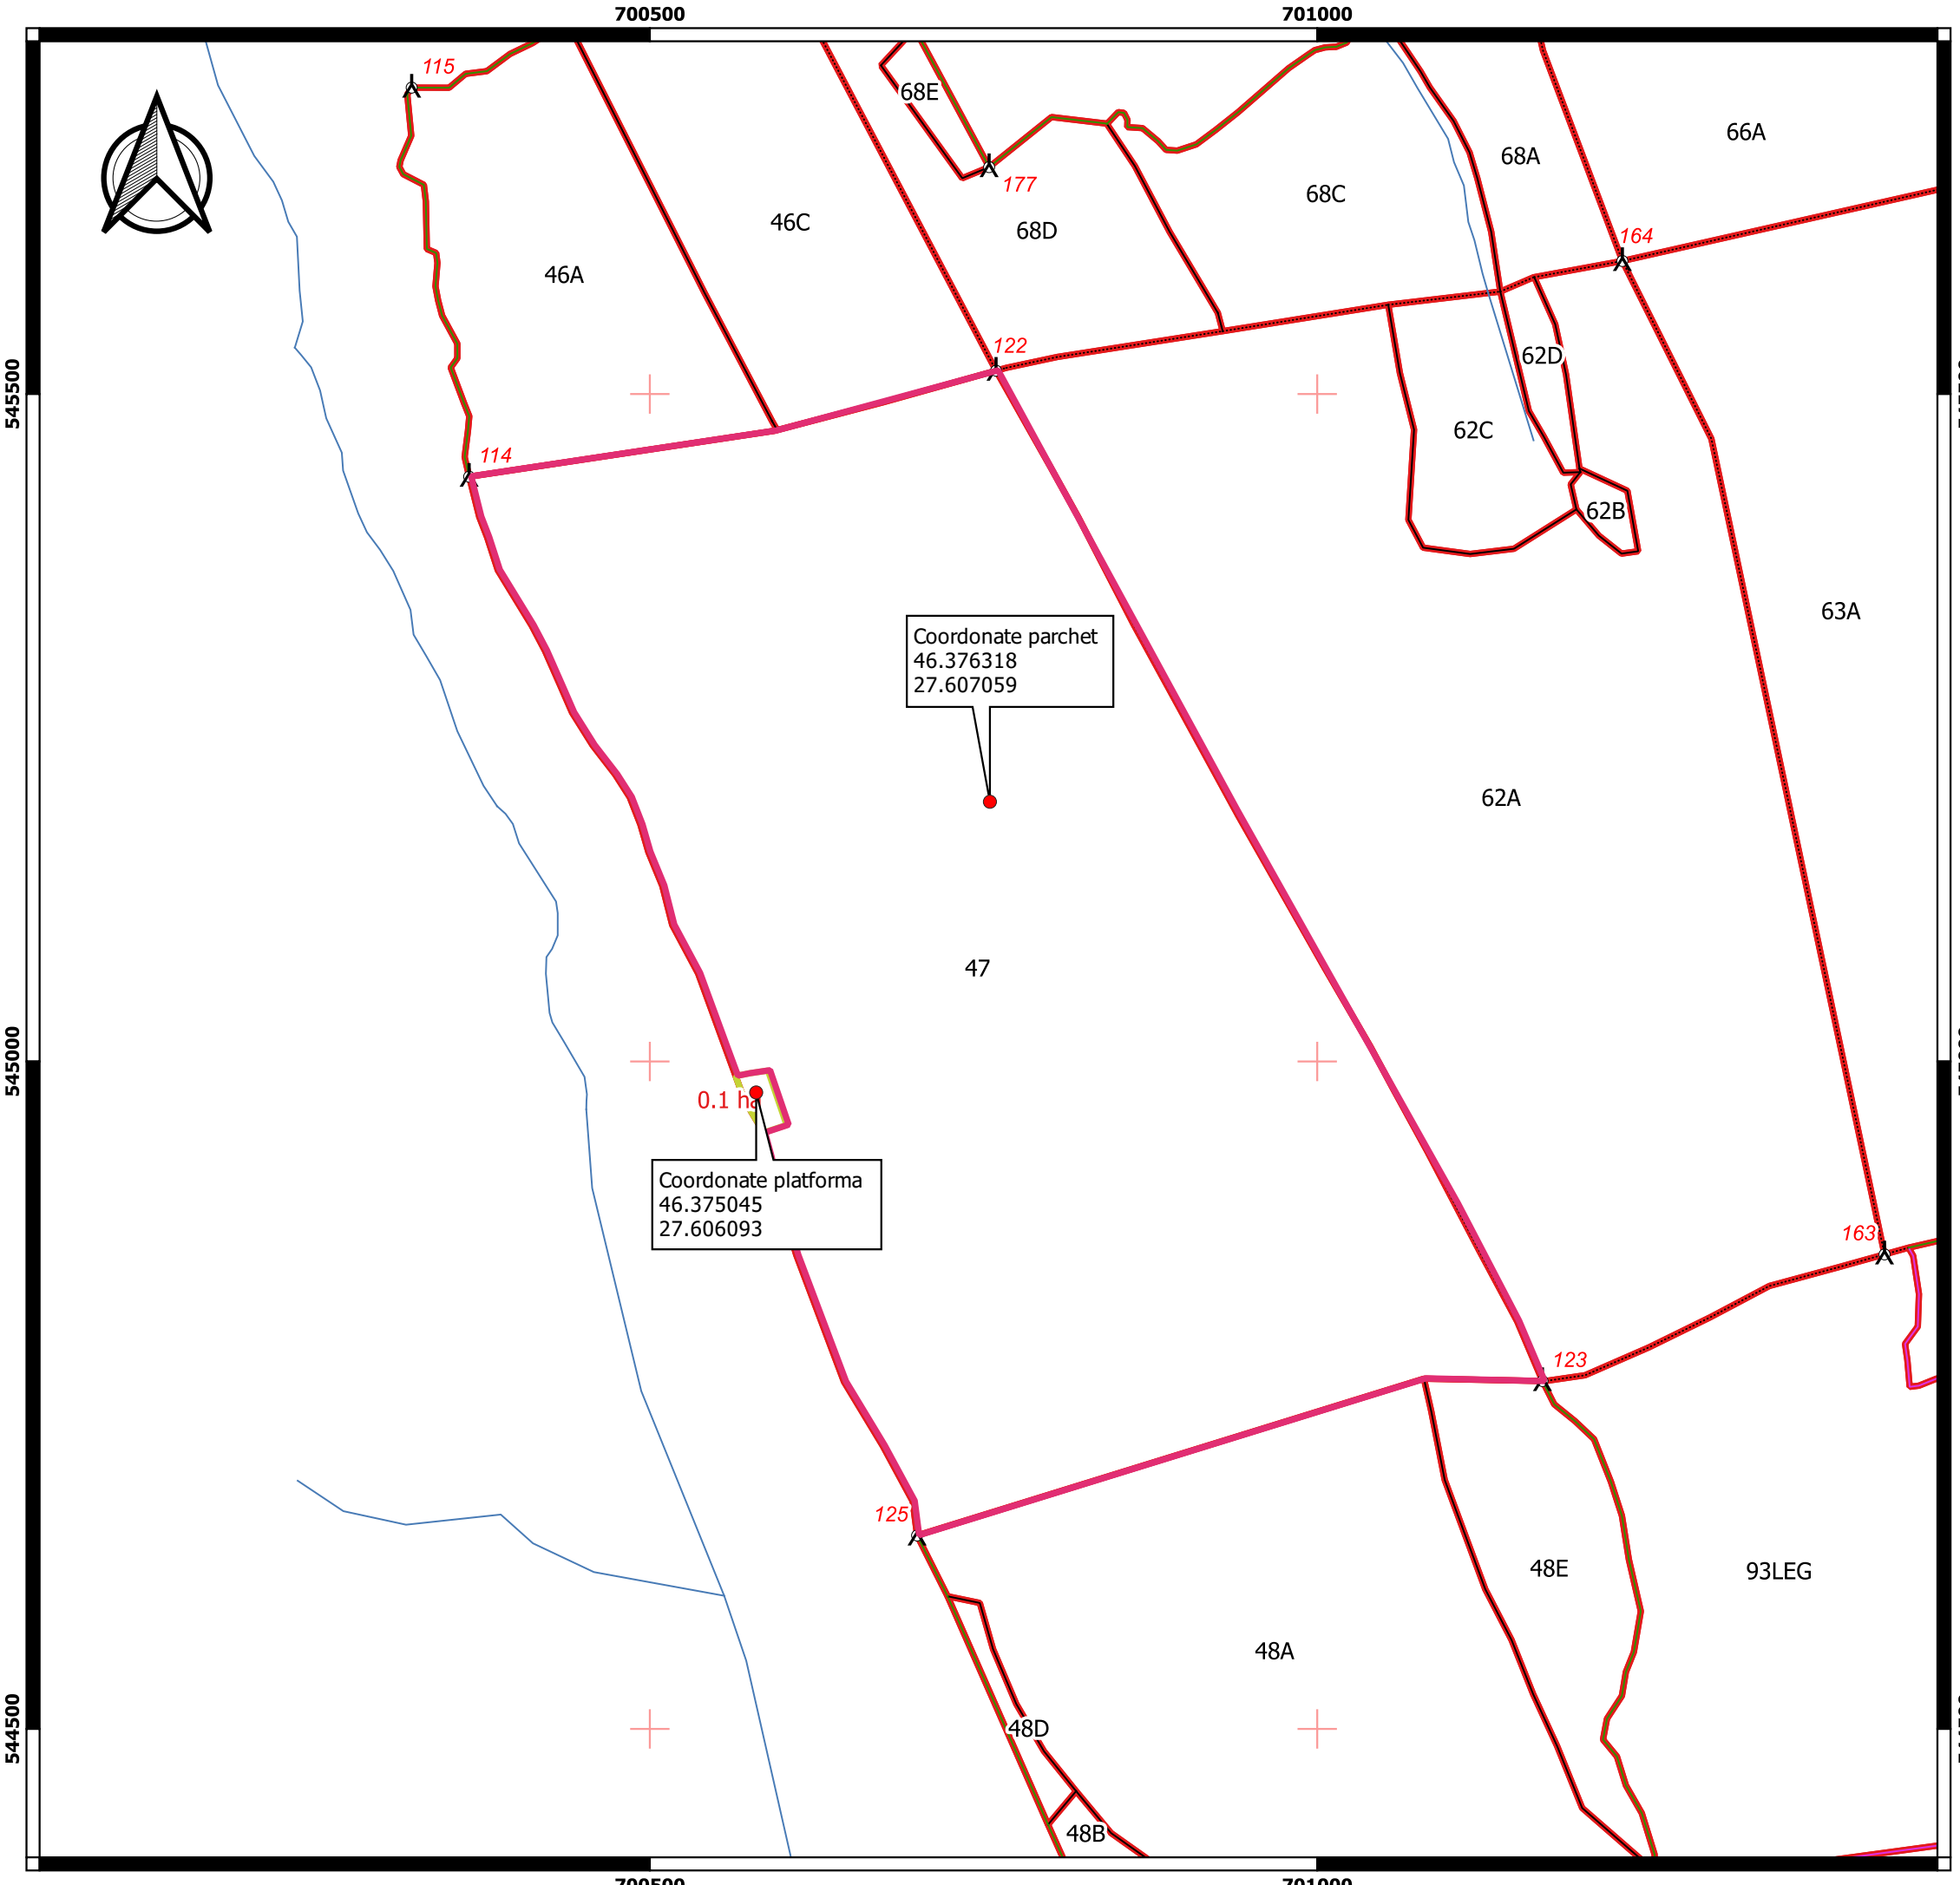 700500
701000
115
68E
66A
68A
177
68C
46C
68D
164
46A
122
62D
545500
62C
114
62B
63A
Coordonate parchet
46.376318
27.607059
62A
47
545000
0.1 ha
Coordonate platforma
46.375045
27.606093
163
123
125
48E
93LEG
48A
544500
48D
48B
700500
701000